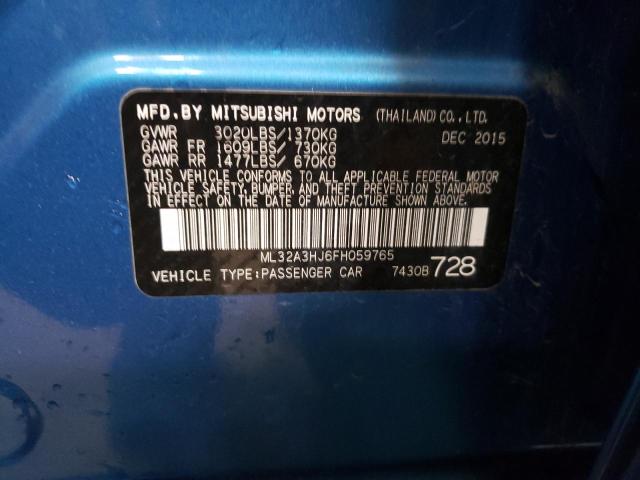 MFD.BY MITSUBISHI MOTORS (THAILAND) CO., LTD.
GVWR 3020LBS/1370KG DEC 2015
GAWR FR 1609LBS/ 730KG
GAWR RR 1477LBS/ 670KG
THIS VEHICLE CONFORMS TO ALL APPLICABLE FEDERAL MOTOR
VEHICLE SAFETY, BUMPER, AND THEFT PREVENTION STANDARDS
IN EFFECT ON THE DATE OF MANUFACTURE SHOWN ABOVE.
ML32A3HJ6FH059765
VEHICLE TYPE:PASSENGER CAR 7430B 728